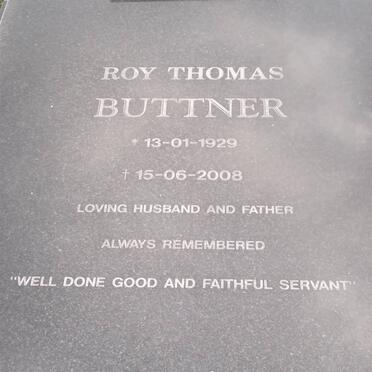 ROY THOMAS
BUTTNER
* 13-01-1929
† 15-06-2008
LOVING HUSBAND AND FATHER
ALWAYS REMEMBERED
"WELL DONE GOOD AND FAITHFUL SERVANT"